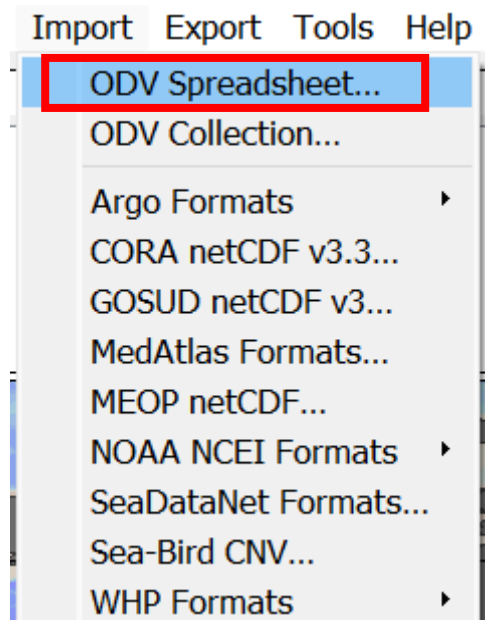 Import Export Tools Help
ODV Spreadsheet...
ODV Collection...
Argo Formats
CORA netCDF v3.3...
GOSUD netCDF v3...
MedAtlas Formats...
MEOP netCDF...
NOAA NCEI Formats
SeaDataNet Formats...
Sea-Bird CNV...
WHP Formats